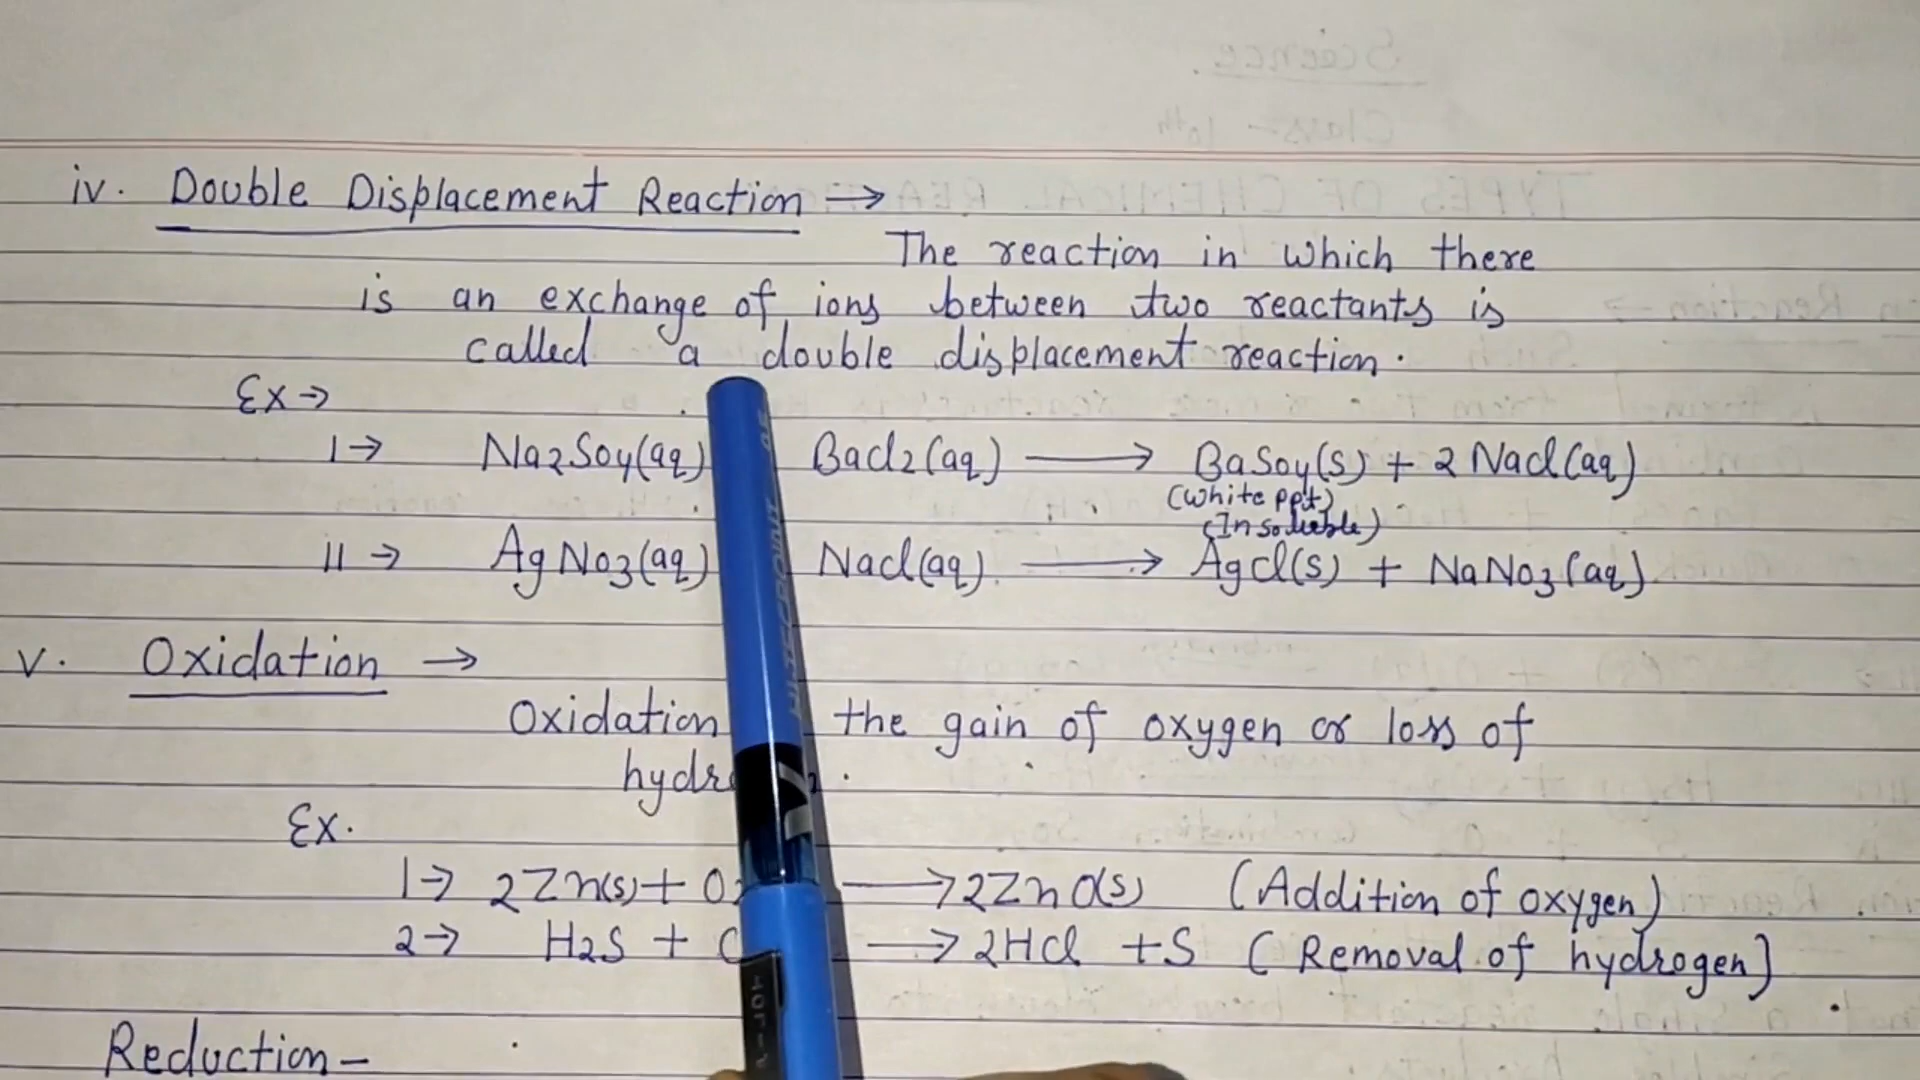 iv. Double Displacement Reaction →
The reaction in which there
is an exchange of ions between two reactants is
called a double displacement reaction.
Ex →
I → Na2So4(aq) Bacl2(aq) → BaSo4(s) + 2Nacl(aq)
(white ppt)
(Insoluble)
II → AgNo3(aq) Nacl(aq) → Agcl(s) + NaNo3(aq)
v. Oxidation →
Oxidation the gain of oxygen or loss of
Ex.
1→ 2Zn(s) + → 2ZnO(s) (Addition of oxygen)
2→ H2S + → 2HCl + S (Removal of hydrogen)
Reduction –